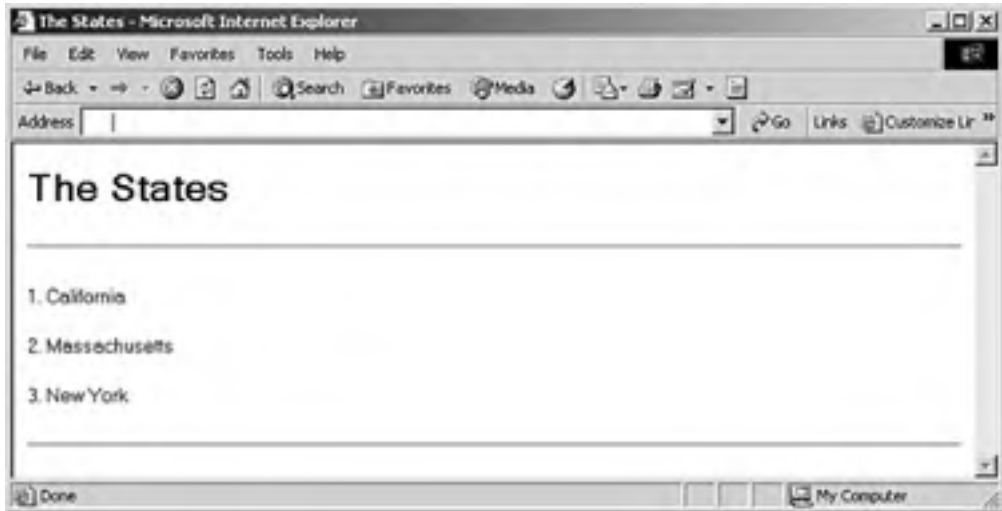 The States - Microsoft Internet Explorer
File Edit View Favorites Tools Help
Back Search Favorites Media
Address Go Links Customize Lir
The States
1. California
2. Massachusetts
3. New York
Done My Computer